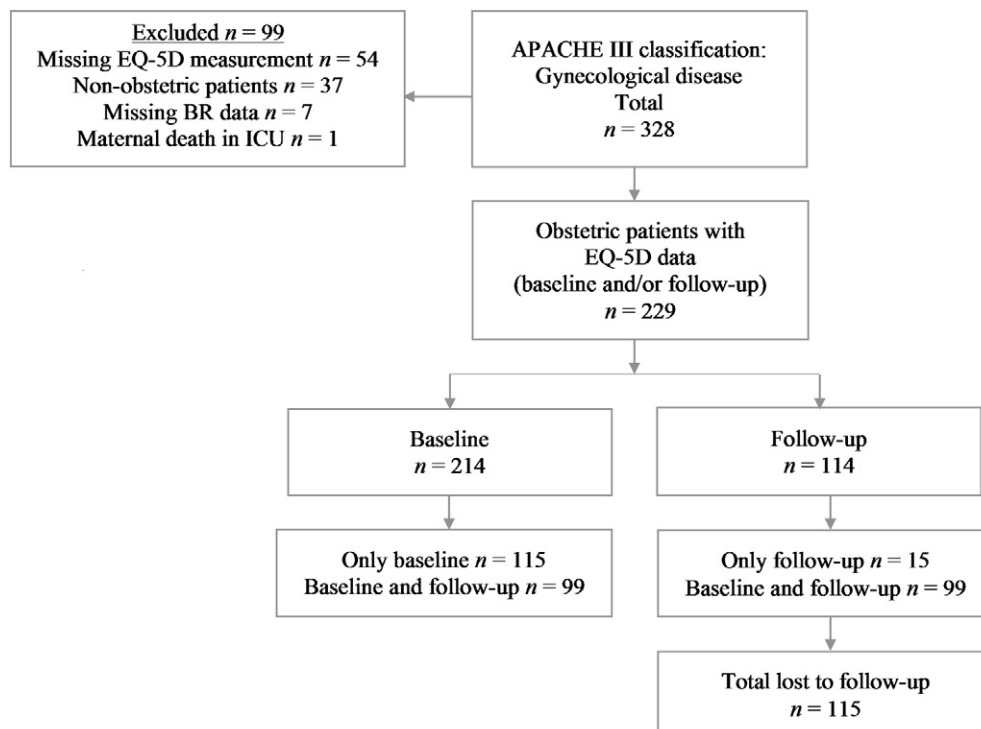 Excluded n = 99
Missing EQ-5D measurement n = 54
Non-obstetric patients n = 37
Missing BR data n = 7
Maternal death in ICU n = 1
APACHE III classification:
Gynecological disease
Total
n = 328
Obstetric patients with
EQ-5D data
(baseline and/or follow-up)
n = 229
Baseline
n = 214
Follow-up
n = 114
Only baseline n = 115
Baseline and follow-up n = 99
Only follow-up n = 15
Baseline and follow-up n = 99
Total lost to follow-up
n = 115